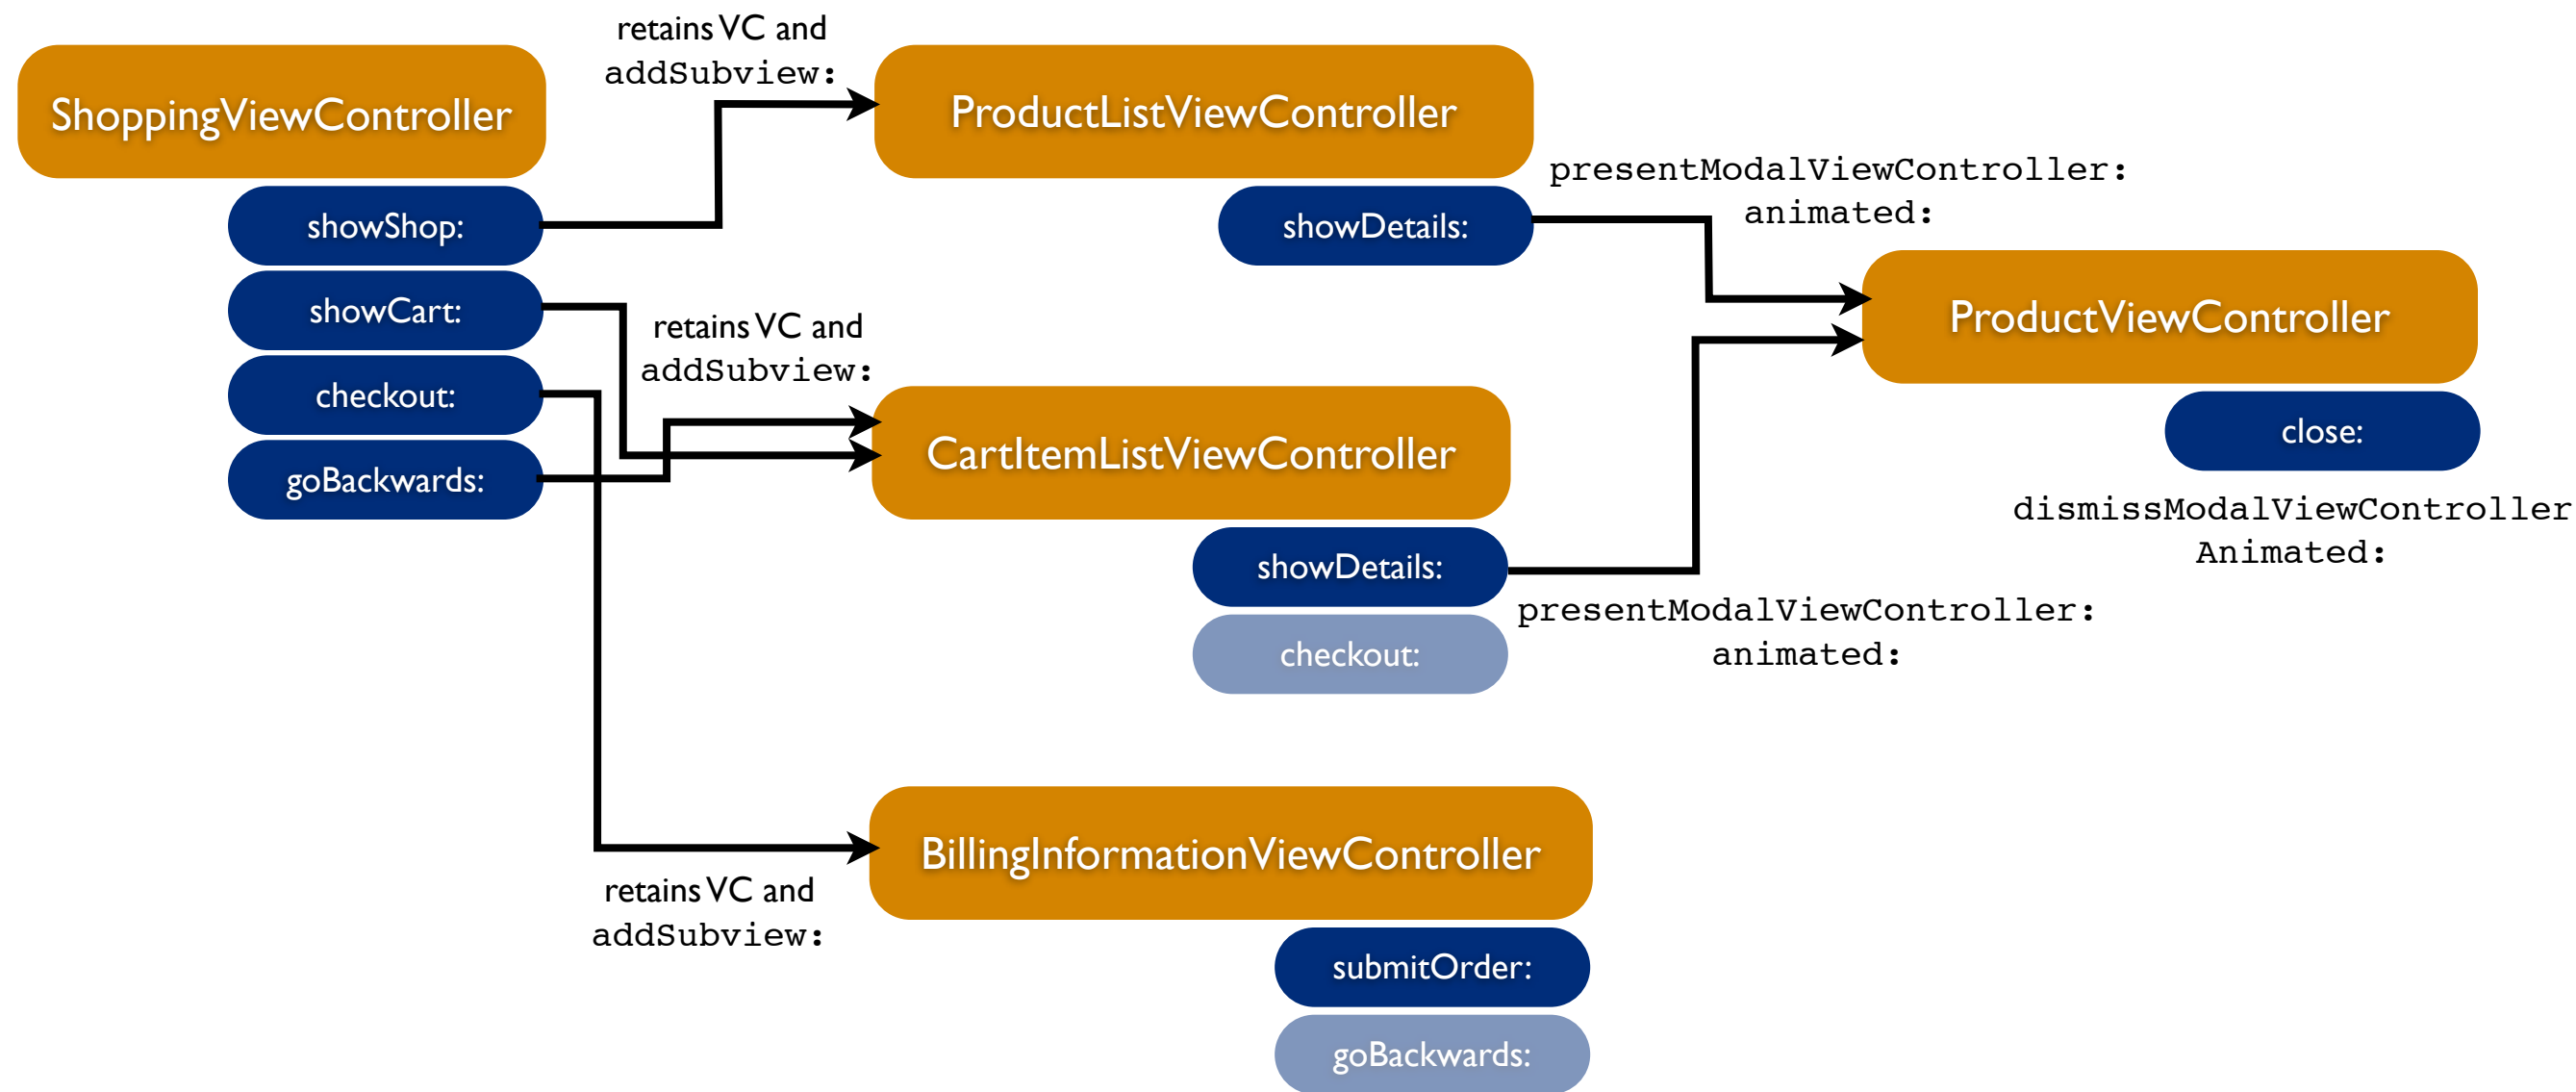 retains VC and
addSubview:
ShoppingViewController
ProductListViewController
showShop:
showCart:
checkout:
goBackwards:
showDetails:
presentModalViewController:
animated:
ProductViewController
close:
dismissModalViewController
Animated:
retains VC and
addSubview:
CartItemListViewController
showDetails:
checkout:
presentModalViewController:
animated:
BillingInformationViewController
retains VC and
addSubview:
submitOrder:
goBackwards: